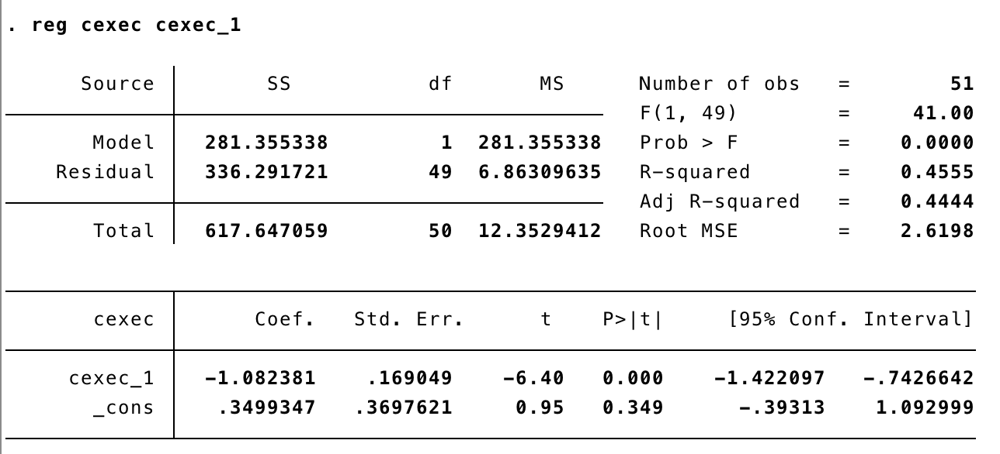 . reg cexec cexec_1
Source SS df MS Number of obs = 51
F(1, 49) = 41.00
Model 281.355338 1 281.355338 Prob > F = 0.0000
Residual 336.291721 49 6.86309635 R-squared = 0.4555
Adj R-squared = 0.4444
Total 617.647059 50 12.3529412 Root MSE = 2.6198
cexec Coef. Std. Err. t P>|t| [95% Conf. Interval]
cexec_1 -1.082381 .169049 -6.40 0.000 -1.422097 -.7426642
_cons .3499347 .3697621 0.95 0.349 -.39313 1.092999